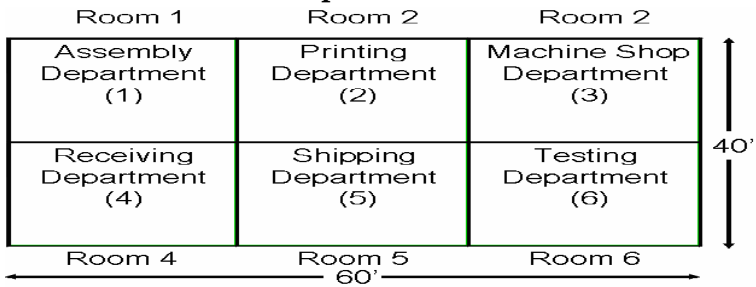 Room 1 Room 2 Room 2
Assembly Printing Machine Shop
Department Department Department
(1) (2) (3)
40'
Receiving Shipping Testing
Department Department Department
(4) (5) (6)
Room 4 Room 5 Room 6
60'